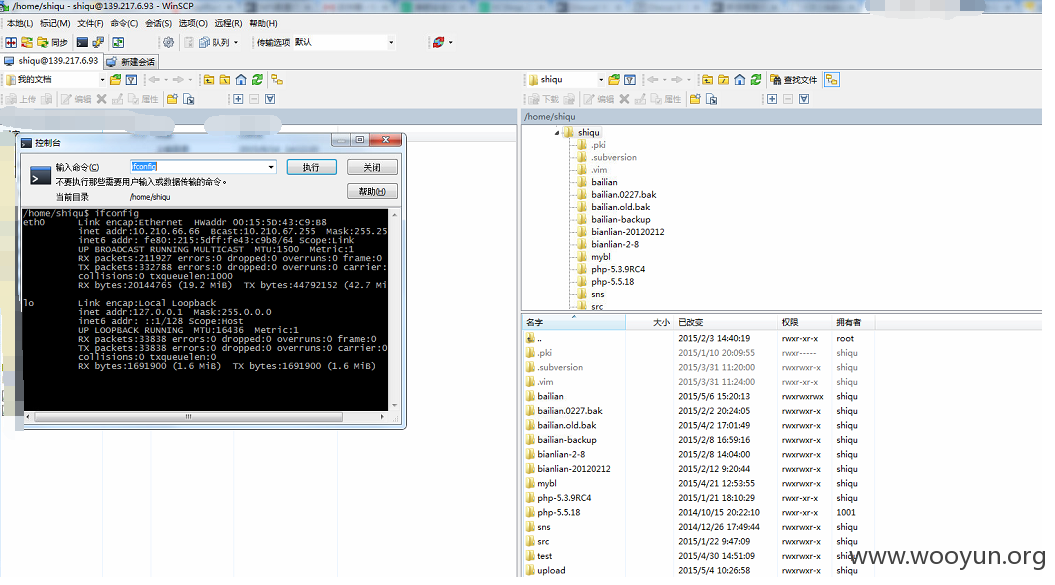 /home/shiqu - shiqu@139.217.6.93 - WinSCP
本地(L) 标记(M) 文件(F) 命令(C) 会话(S) 选项(O) 远程(R) 帮助(H)
同步 队列 传输选项 默认
shiqu@139.217.6.93 新建会话
我的文档
上传 编辑 属性
shiqu 查找文件
下载 编辑 属性
/home/shiqu
shiqu
.pki
.subversion
.vim
bailian
bailian.0227.bak
bailian.old.bak
bailian-backup
bianlian-20120212
bianlian-2-8
mybl
php-5.3.9RC4
php-5.5.18
sns
src
控制台
输入命令(C) ifconfig 执行 关闭
不要执行那些需要用户输入或数据传输的命令。
当前目录 /home/shiqu 帮助(H)
/home/shiqu$ ifconfig
eth0 Link encap:Ethernet HWaddr 00:15:5D:43:C9:B8
inet addr:10.210.66.66 Bcast:10.210.67.255 Mask:255.25
inet6 addr: fe80::215:5dff:fe43:c9b8/64 Scope:Link
UP BROADCAST RUNNING MULTICAST MTU:1500 Metric:1
RX packets:211927 errors:0 dropped:0 overruns:0 frame:0
TX packets:332788 errors:0 dropped:0 overruns:0 carrier:
collisions:0 txqueuelen:1000
RX bytes:20144765 (19.2 MiB) TX bytes:44792152 (42.7 Mi
lo Link encap:Local Loopback
inet addr:127.0.0.1 Mask:255.0.0.0
inet6 addr: ::1/128 Scope:Host
UP LOOPBACK RUNNING MTU:16436 Metric:1
RX packets:33838 errors:0 dropped:0 overruns:0 frame:0
TX packets:33838 errors:0 dropped:0 overruns:0 carrier:0
collisions:0 txqueuelen:0
RX bytes:1691900 (1.6 MiB) TX bytes:1691900 (1.6 MiB)
名字 大小 已改变 权限 拥有者
.. 2015/2/3 14:40:19 rwxr-xr-x root
.pki 2015/1/10 20:09:55 rwxr----- shiqu
.subversion 2015/3/31 11:20:00 rwxrwxr-x shiqu
.vim 2015/3/31 11:24:00 rwxr-xr-x shiqu
bailian 2015/5/6 15:20:13 rwxrwxrwx shiqu
bailian.0227.bak 2015/2/2 20:24:05 rwxrwxr-x shiqu
bailian.old.bak 2015/4/2 17:01:49 rwxrwxr-x shiqu
bailian-backup 2015/2/8 16:59:16 rwxrwxr-x shiqu
bianlian-2-8 2015/2/8 14:04:00 rwxrwxr-x shiqu
bianlian-20120212 2015/2/12 9:20:44 rwxrwxr-x shiqu
mybl 2015/4/21 12:53:55 rwxrwxr-x shiqu
php-5.3.9RC4 2015/1/21 18:10:29 rwxr-xr-x shiqu
php-5.5.18 2014/10/15 20:22:10 rwxr-xr-x 1001
sns 2014/12/26 17:49:44 rwxrwxr-x shiqu
src 2015/1/22 9:47:09 rwxrwxr-x shiqu
test 2015/4/30 14:51:09 rwxrwxr-x shiqu
upload 2015/5/4 10:26:58 rwxrwxr-x shiqu
www.wooyun.org